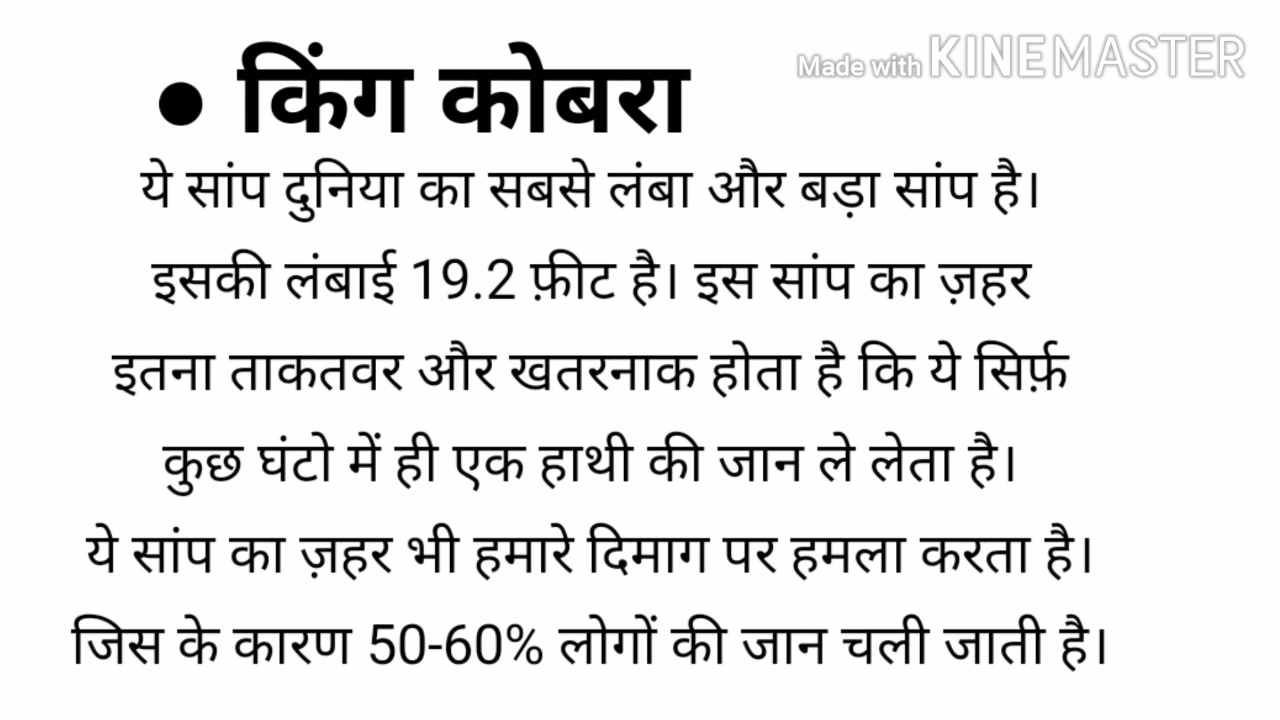 Made with KINEMASTER
• किंग कोबरा
ये सांप दुनिया का सबसे लंबा और बड़ा सांप है।
इसकी लंबाई 19.2 फ़ीट है। इस सांप का ज़हर
इतना ताकतवर और खतरनाक होता है कि ये सिर्फ़
कुछ घंटो में ही एक हाथी की जान ले लेता है।
ये सांप का ज़हर भी हमारे दिमाग पर हमला करता है।
जिस के कारण 50-60% लोगों की जान चली जाती है।